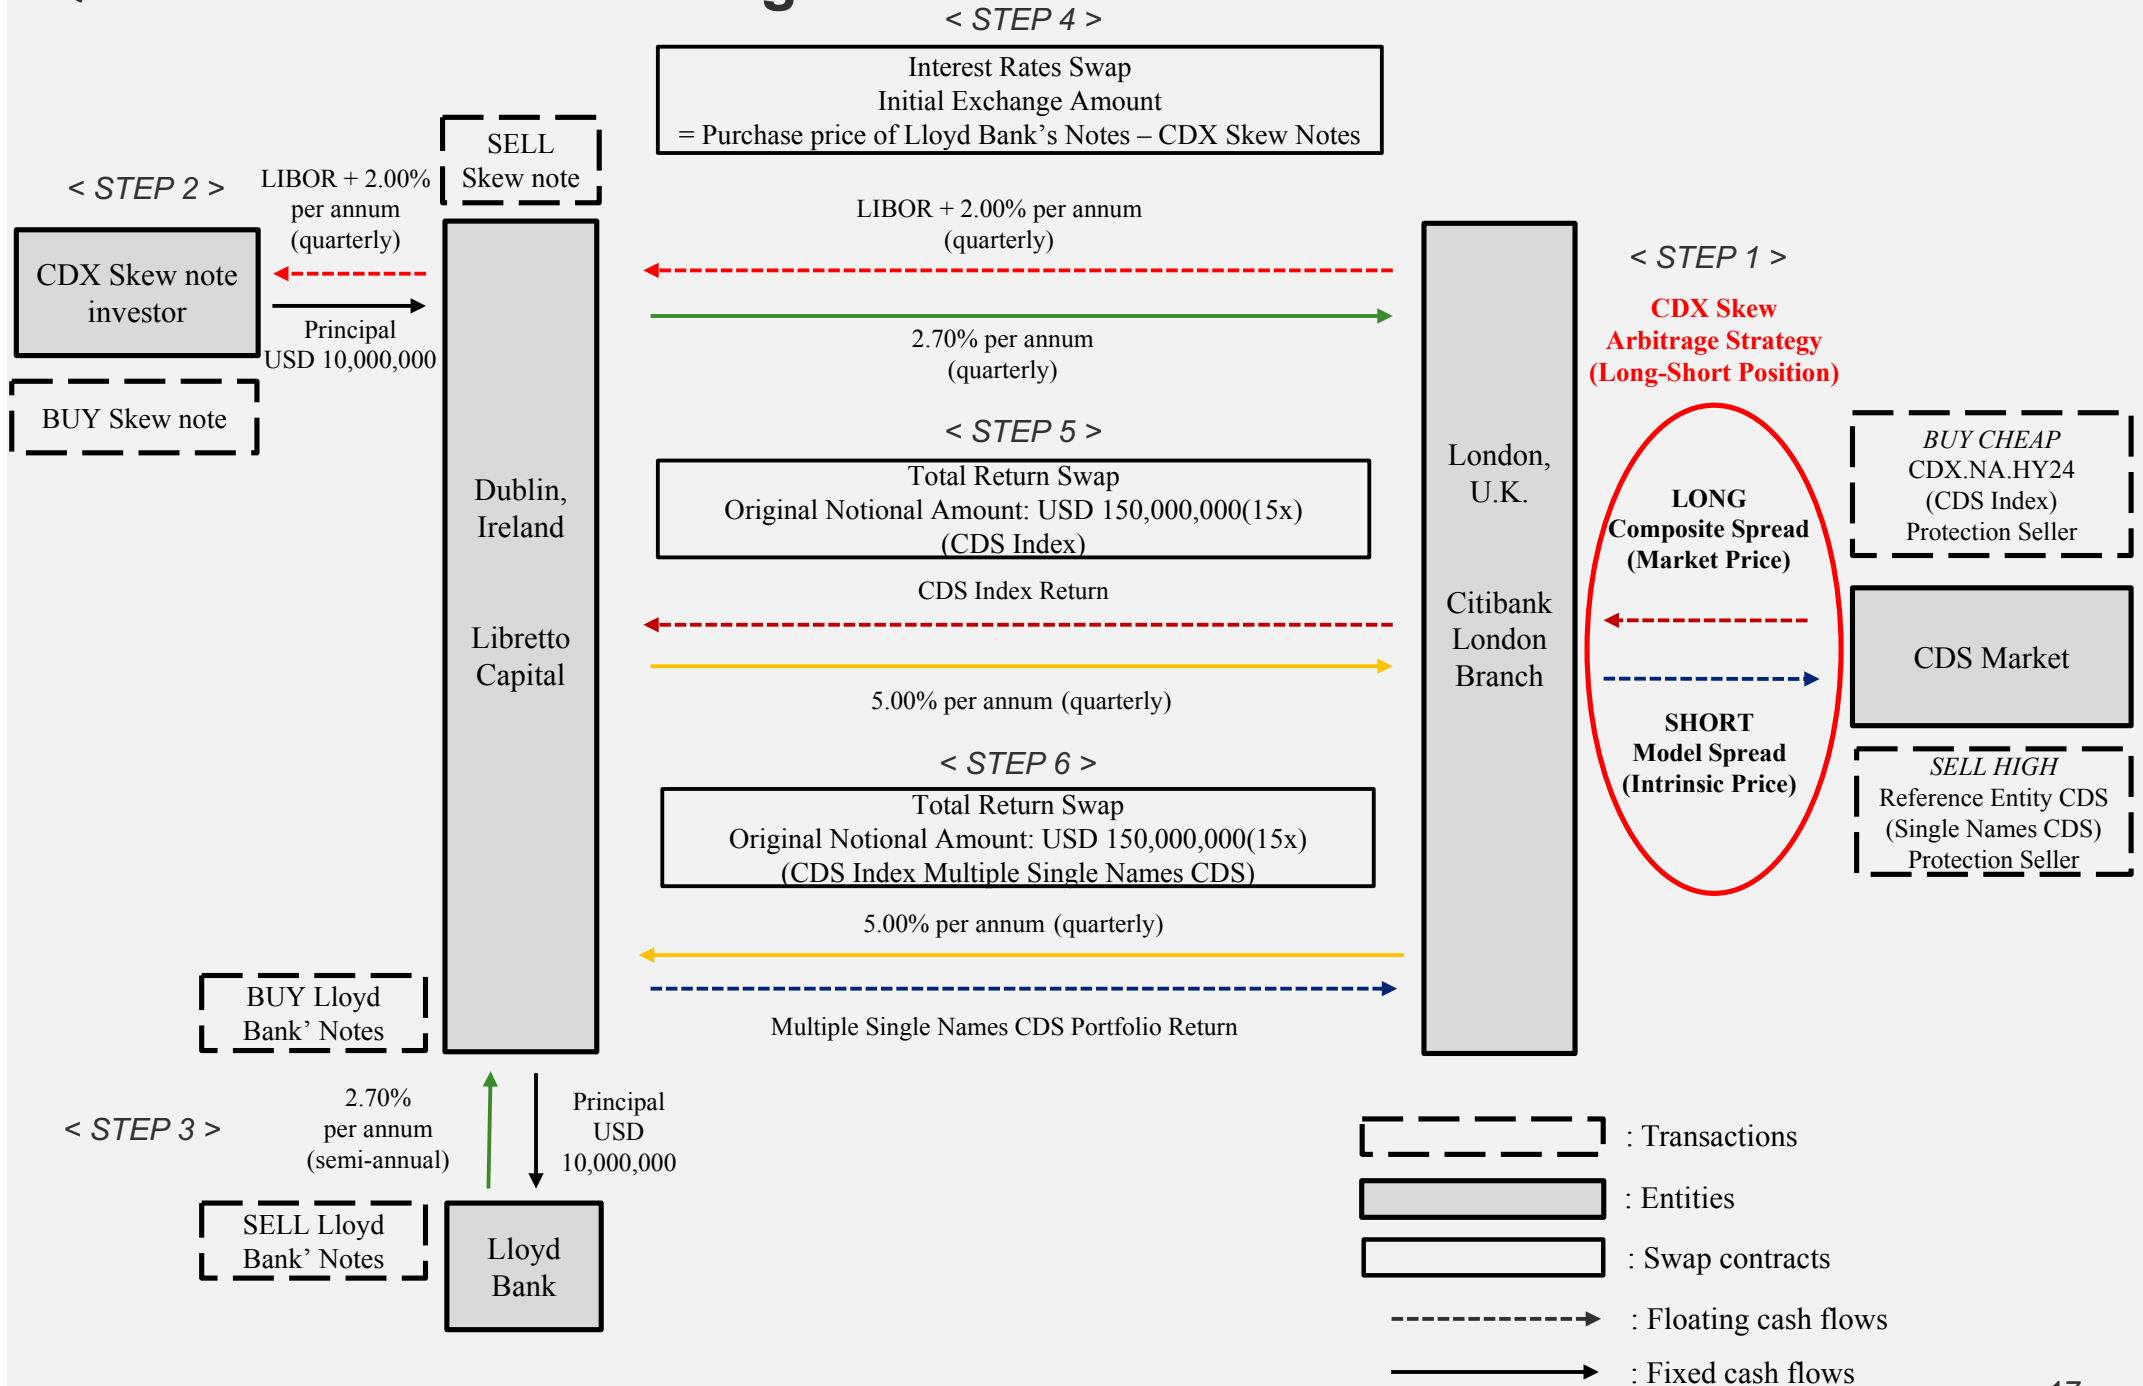 < STEP 4 >
Interest Rates Swap
Initial Exchange Amount
= Purchase price of Lloyd Bank's Notes – CDX Skew Notes
SELL
Skew note
< STEP 2 >
LIBOR + 2.00%
per annum
(quarterly)
LIBOR + 2.00% per annum
(quarterly)
CDX Skew note
investor
Principal
USD 10,000,000
2.70% per annum
(quarterly)
BUY Skew note
< STEP 1 >
CDX Skew
Arbitrage Strategy
(Long-Short Position)
< STEP 5 >
Total Return Swap
Original Notional Amount: USD 150,000,000(15x)
(CDS Index)
Dublin,
Ireland
Libretto
Capital
London,
U.K.
Citibank
London
Branch
LONG
Composite Spread
(Market Price)
BUY CHEAP
CDX.NA.HY24
(CDS Index)
Protection Seller
CDS Index Return
5.00% per annum (quarterly)
CDS Market
SHORT
Model Spread
(Intrinsic Price)
SELL HIGH
Reference Entity CDS
(Single Names CDS)
Protection Seller
< STEP 6 >
Total Return Swap
Original Notional Amount: USD 150,000,000(15x)
(CDS Index Multiple Single Names CDS)
5.00% per annum (quarterly)
Multiple Single Names CDS Portfolio Return
BUY Lloyd
Bank' Notes
< STEP 3 >
2.70%
per annum
(semi-annual)
Principal
USD
10,000,000
SELL Lloyd
Bank' Notes
Lloyd
Bank
: Transactions
: Entities
: Swap contracts
: Floating cash flows
: Fixed cash flows